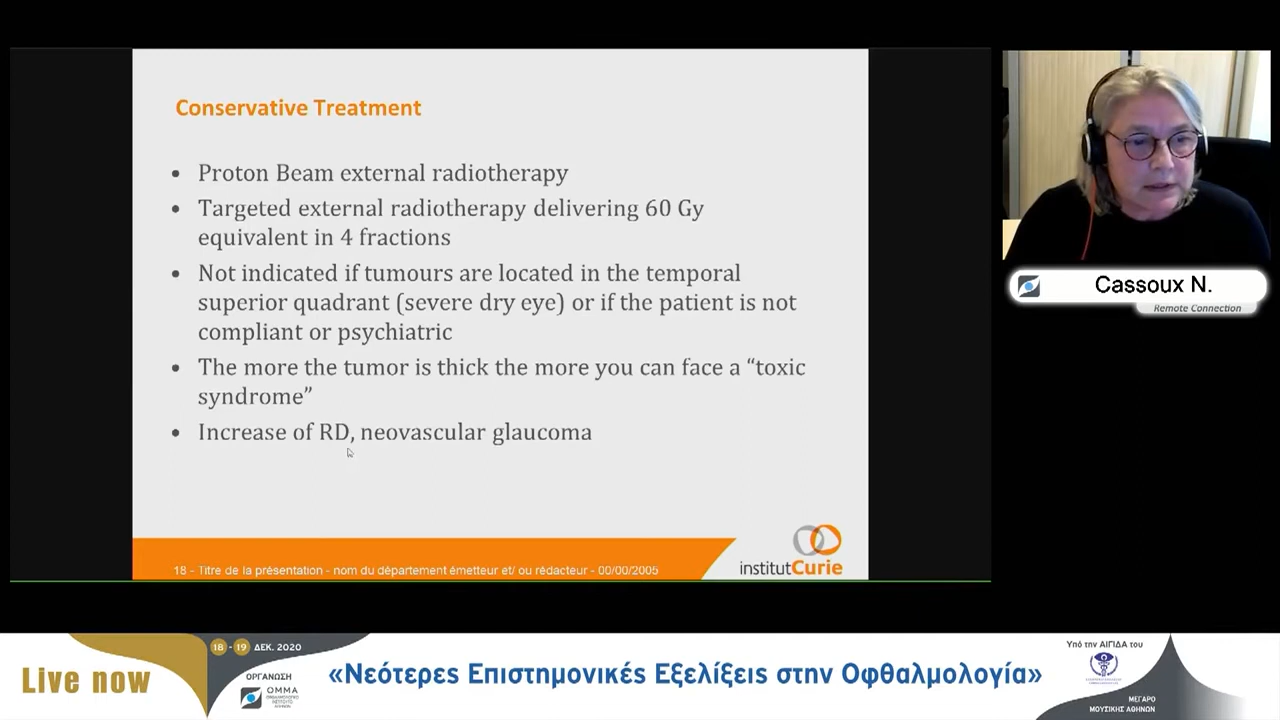 Conservative Treatment
• Proton Beam external radiotherapy
• Targeted external radiotherapy delivering 60 Gy
equivalent in 4 fractions
• Not indicated if tumours are located in the temporal
superior quadrant (severe dry eye) or if the patient is not
compliant or psychiatric
• The more the tumor is thick the more you can face a “toxic
syndrome”
• Increase of RD, neovascular glaucoma
18 - Titre de la présentation - nom du département émetteur et/ ou rédacteur - 00/00/2005
institutCurie
Cassoux N.
Remote Connection
Live now
18 - 19 ΔΕΚ. 2020
ΟΡΓΑΝΩΣΗ
ΟΜΜΑ
«Νεότερες Επιστημονικές Εξελίξεις στην Οφθαλμολογία»
Υπό την ΑΙΓΙΔΑ του
ΜΕΓΑΡΟ
ΜΟΥΣΙΚΗΣ ΑΘΗΝΩΝ